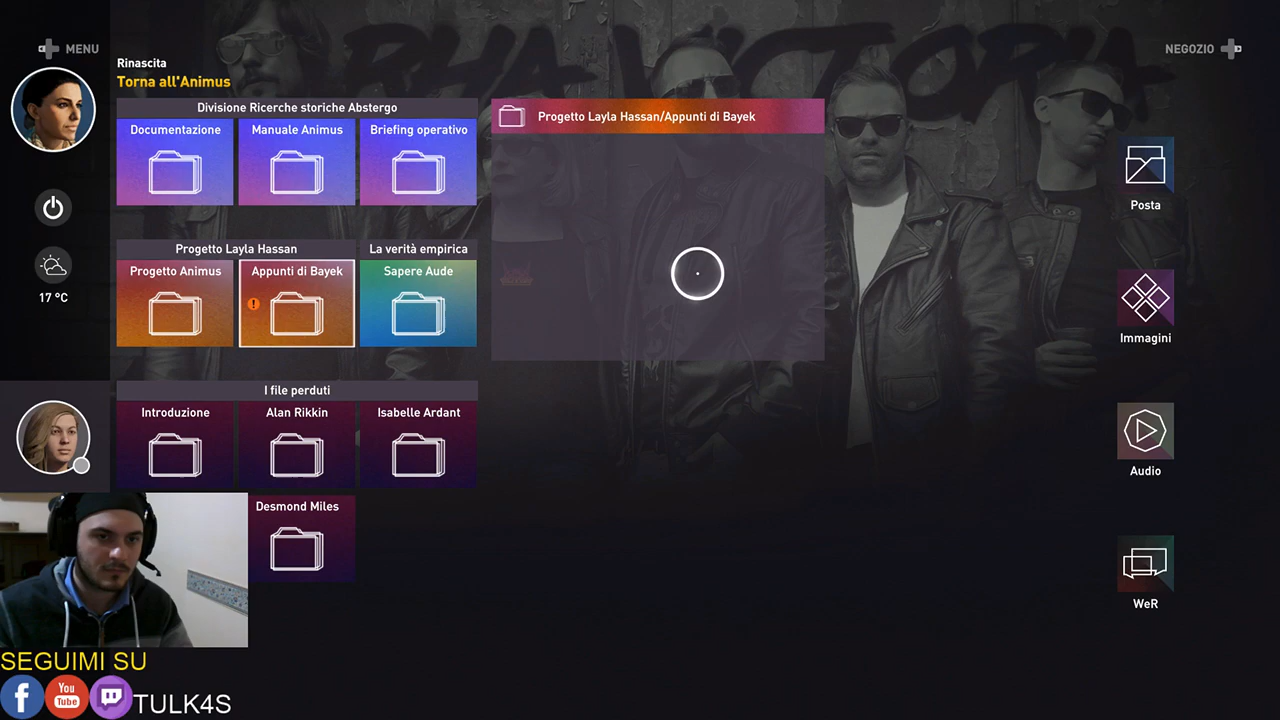 MENU
NEGOZIO
Rinascita
Torna all'Animus
Divisione Ricerche storiche Abstergo
Documentazione
Manuale Animus
Briefing operativo
Progetto Layla Hassan/Appunti di Bayek
Posta
Progetto Layla Hassan
La verità empirica
Progetto Animus
Appunti di Bayek
Sapere Aude
17 °C
Immagini
I file perduti
Introduzione
Alan Rikkin
Isabelle Ardant
Audio
Desmond Miles
WeR
SEGUIMI SU
f
You
Tube
TULK4S